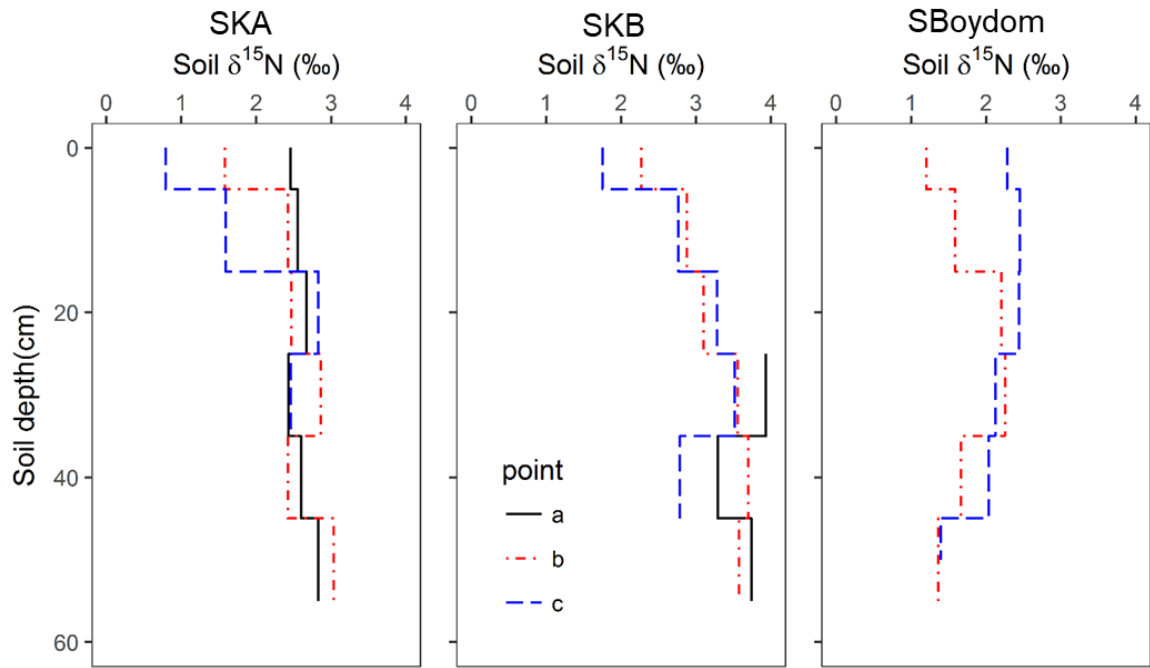 SKA
Soil δ¹⁵N (‰)
0 1 2 3 4
SKB
Soil δ¹⁵N (‰)
0 1 2 3 4
SBoydom
Soil δ¹⁵N (‰)
0 1 2 3 4
Soil depth(cm)
0
20
40
60
point
a
b
c